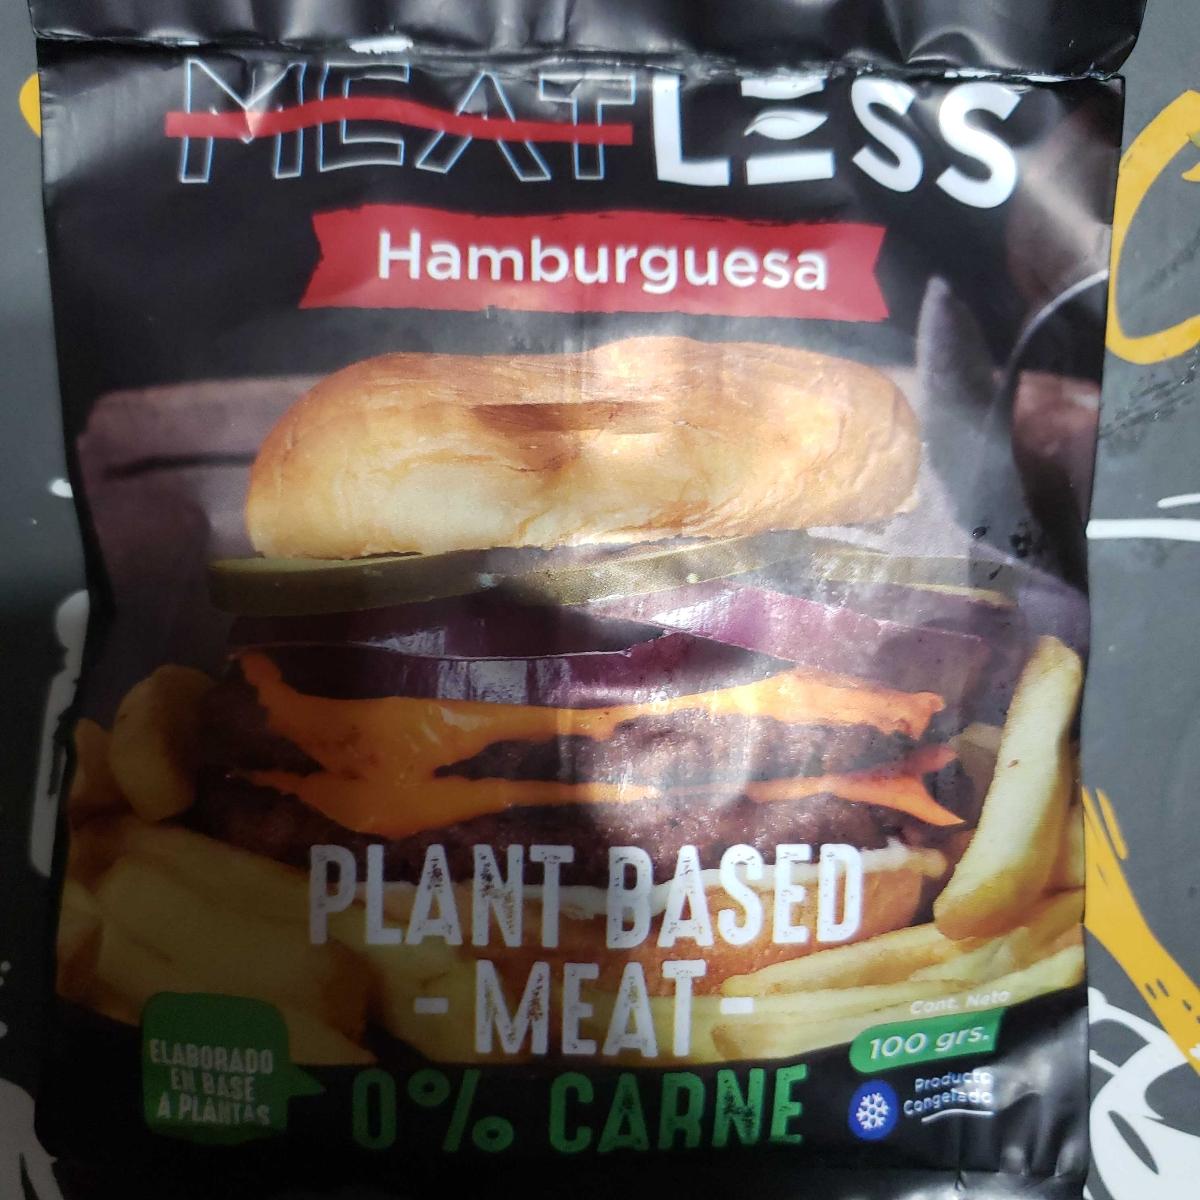 MEATLESS
Hamburguesa
PLANT BASED
- MEAT -
Cont. Neto
100 grs.
ELABORADO
EN BASE
A PLANTAS
0% CARNE
Producto
Congelado